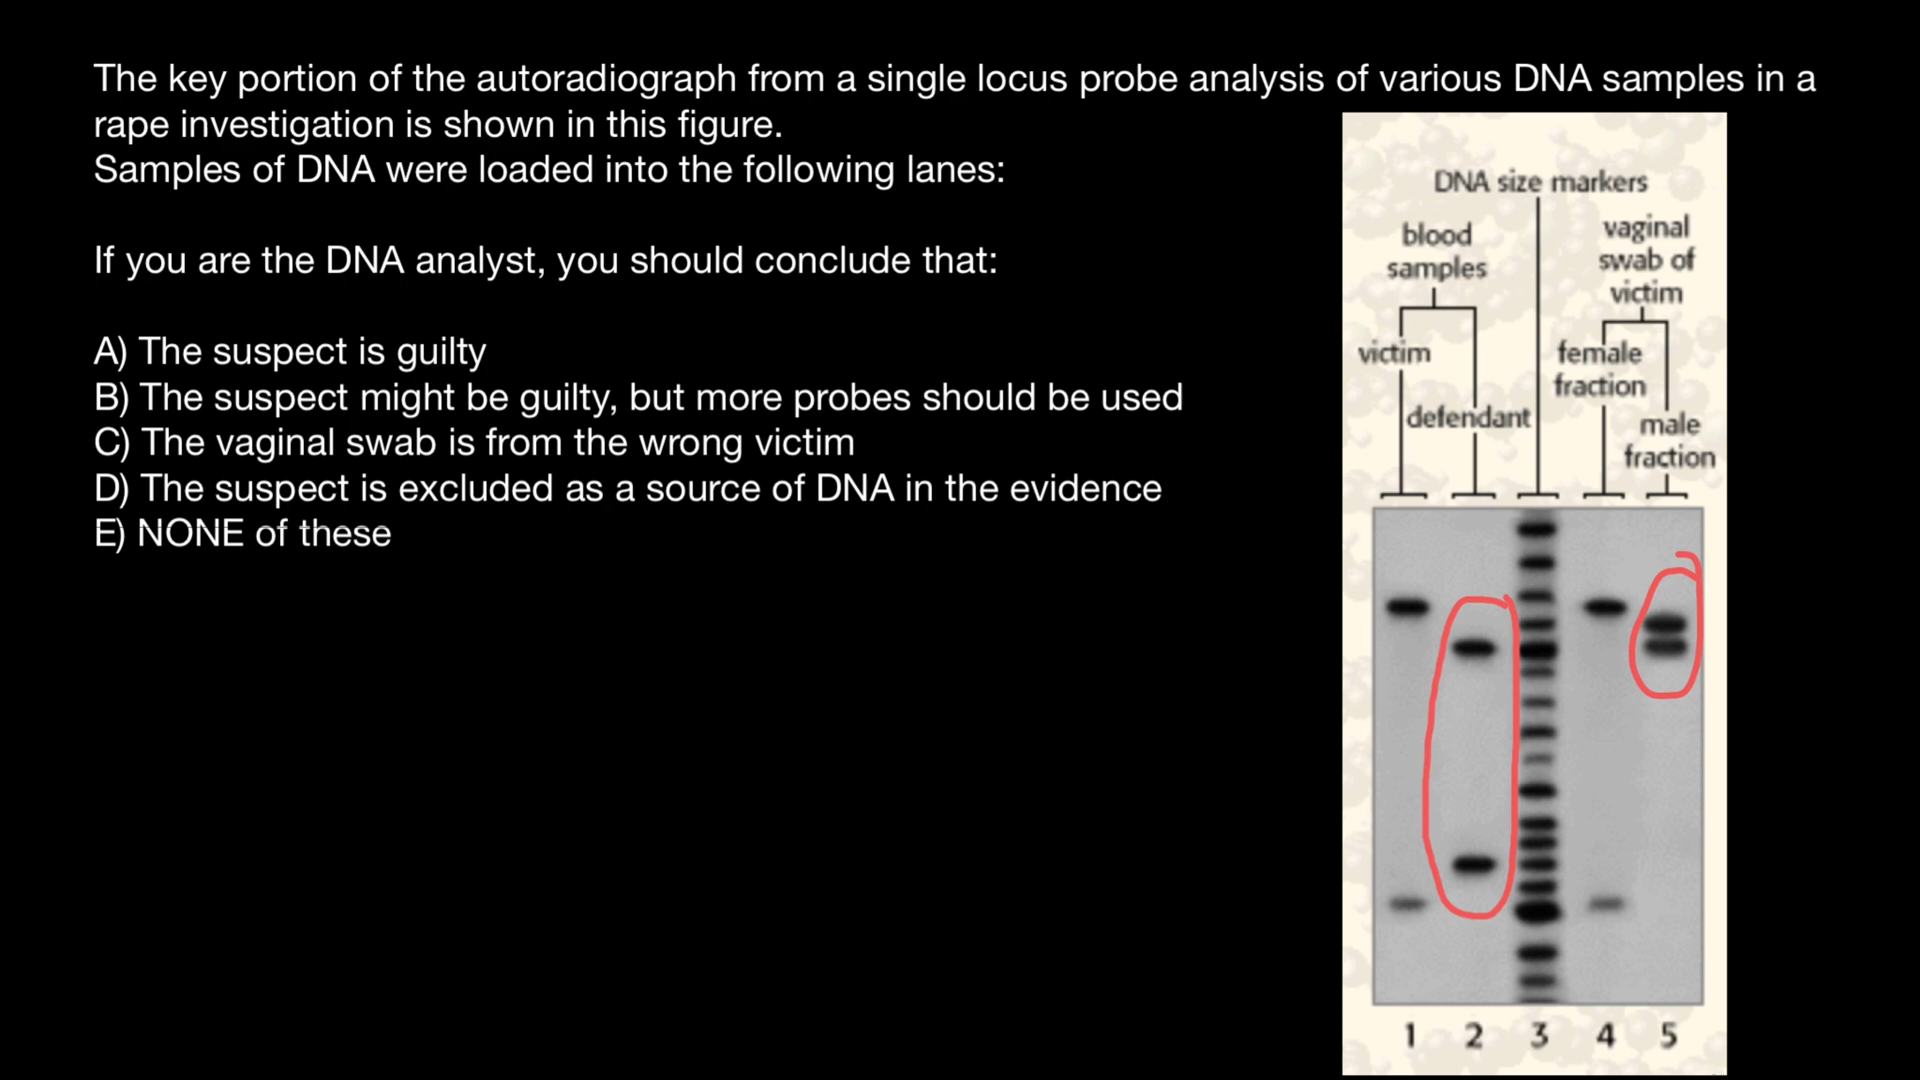 The key portion of the autoradiograph from a single locus probe analysis of various DNA samples in a
rape investigation is shown in this figure.
Samples of DNA were loaded into the following lanes:
If you are the DNA analyst, you should conclude that:
A) The suspect is guilty
B) The suspect might be guilty, but more probes should be used
C) The vaginal swab is from the wrong victim
D) The suspect is excluded as a source of DNA in the evidence
E) NONE of these
DNA size markers
blood
samples
vaginal
swab of
victim
victim
defendant
female
fraction
male
fraction
1 2 3 4 5